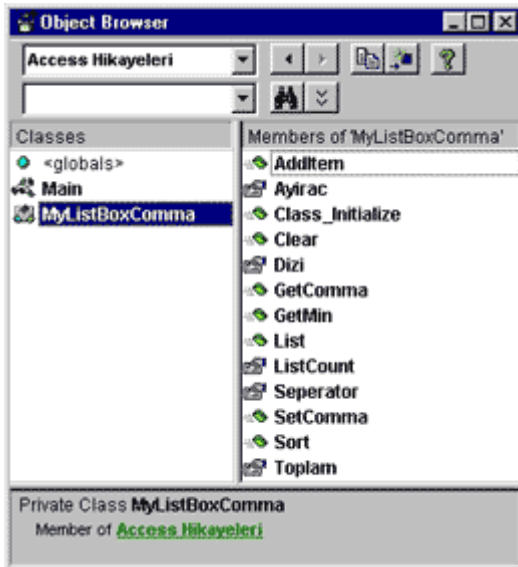 Object Browser
Access Hikayeleri
Classes
Members of 'MyListBoxComma'
<globals>
Main
MyListBoxComma
AddItem
Ayirac
Class_Initialize
Clear
Dizi
GetComma
GetMin
List
ListCount
Seperator
SetComma
Sort
Toplam
Private Class MyListBoxComma
Member of Access Hikayeleri